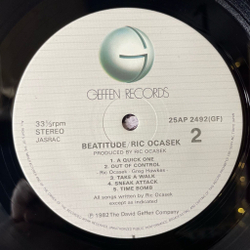 GEFFEN RECORDS
33⅓rpm
STEREO
JASRAC
25AP 2492(GF)
2
BEATITUDE/RIC OCASEK
PRODUCED BY RIC OCASEK
1. A QUICK ONE
2. OUT OF CONTROL
Ric Ocasek - Greg Hawkes
3. TAKE A WALK
4. SNEAK ATTACK
5. TIME BOMB
All songs written by Ric Ocasek
except as indicated
℗ 1982 The David Geffen Company